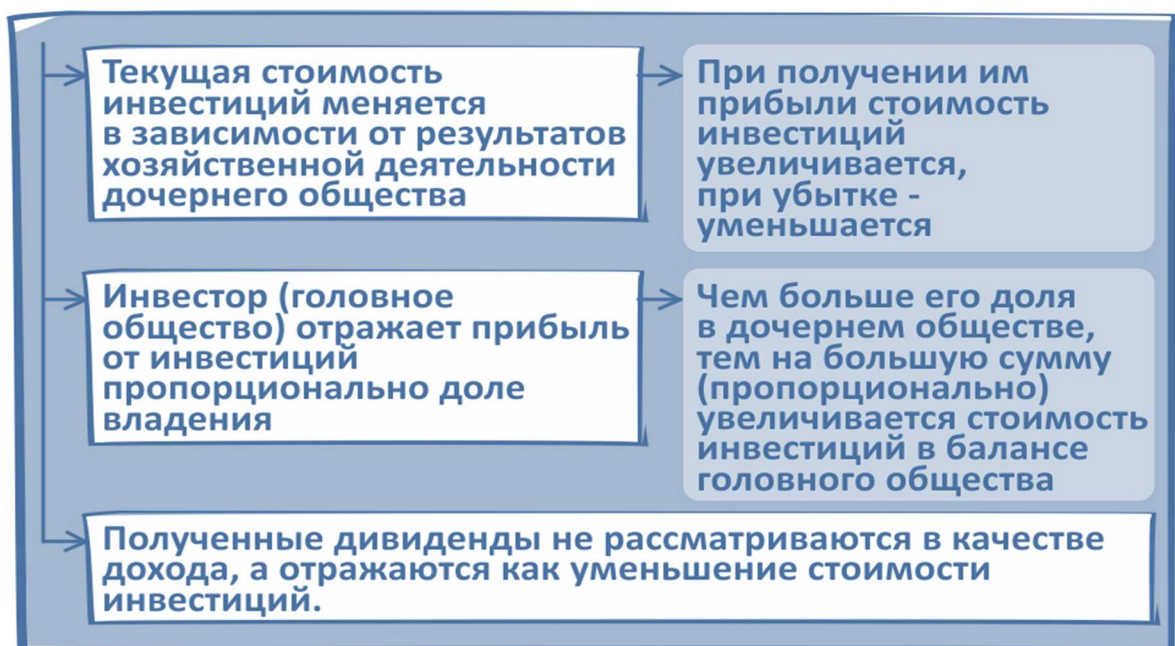 Текущая стоимость
инвестиций меняется
в зависимости от результатов
хозяйственной деятельности
дочернего общества
При получении им
прибыли стоимость
инвестиций
увеличивается,
при убытке -
уменьшается
Инвестор (головное
общество) отражает прибыль
от инвестиций
пропорционально доле
владения
Чем больше его доля
в дочернем обществе,
тем на большую сумму
(пропорционально)
увеличивается стоимость
инвестиций в балансе
головного общества
Полученные дивиденды не рассматриваются в качестве
дохода, а отражаются как уменьшение стоимости
инвестиций.